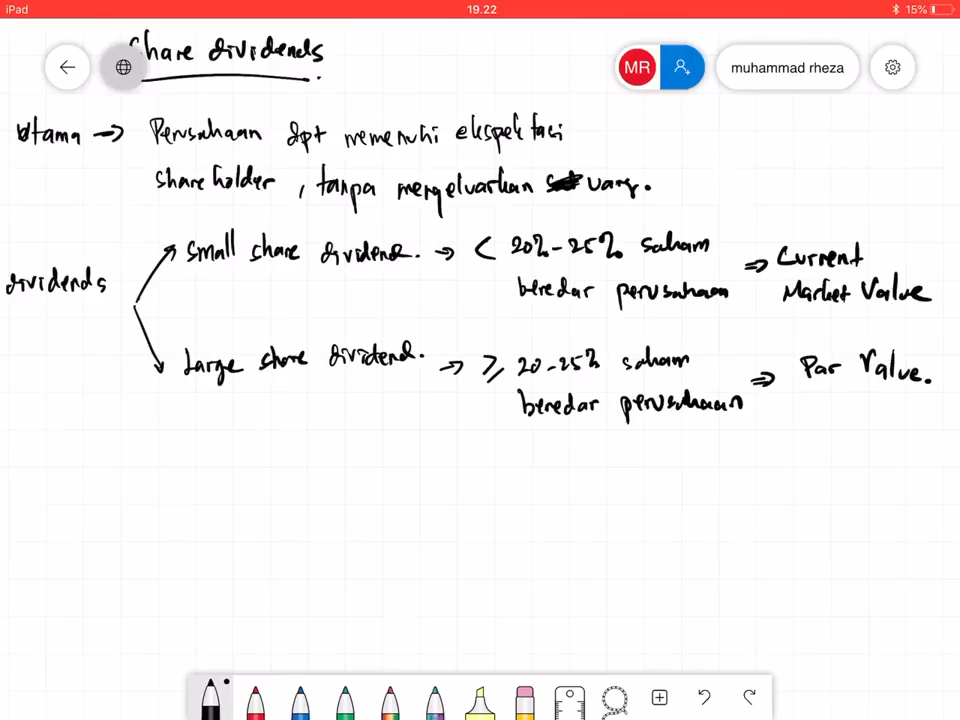 iPad
19.22
15%
Share dividends
MR
muhammad rheza
Utama → Perusahaan dpt memenuhi ekspektasi
shareholder, tanpa mengeluarkan uang.
dividends
small share dividend. → < 20%-25% saham
beredar perusahaan ⇒ Current
Market Value
Large share dividend. → ≥ 20-25% saham
beredar perusahaan ⇒ Par Value.